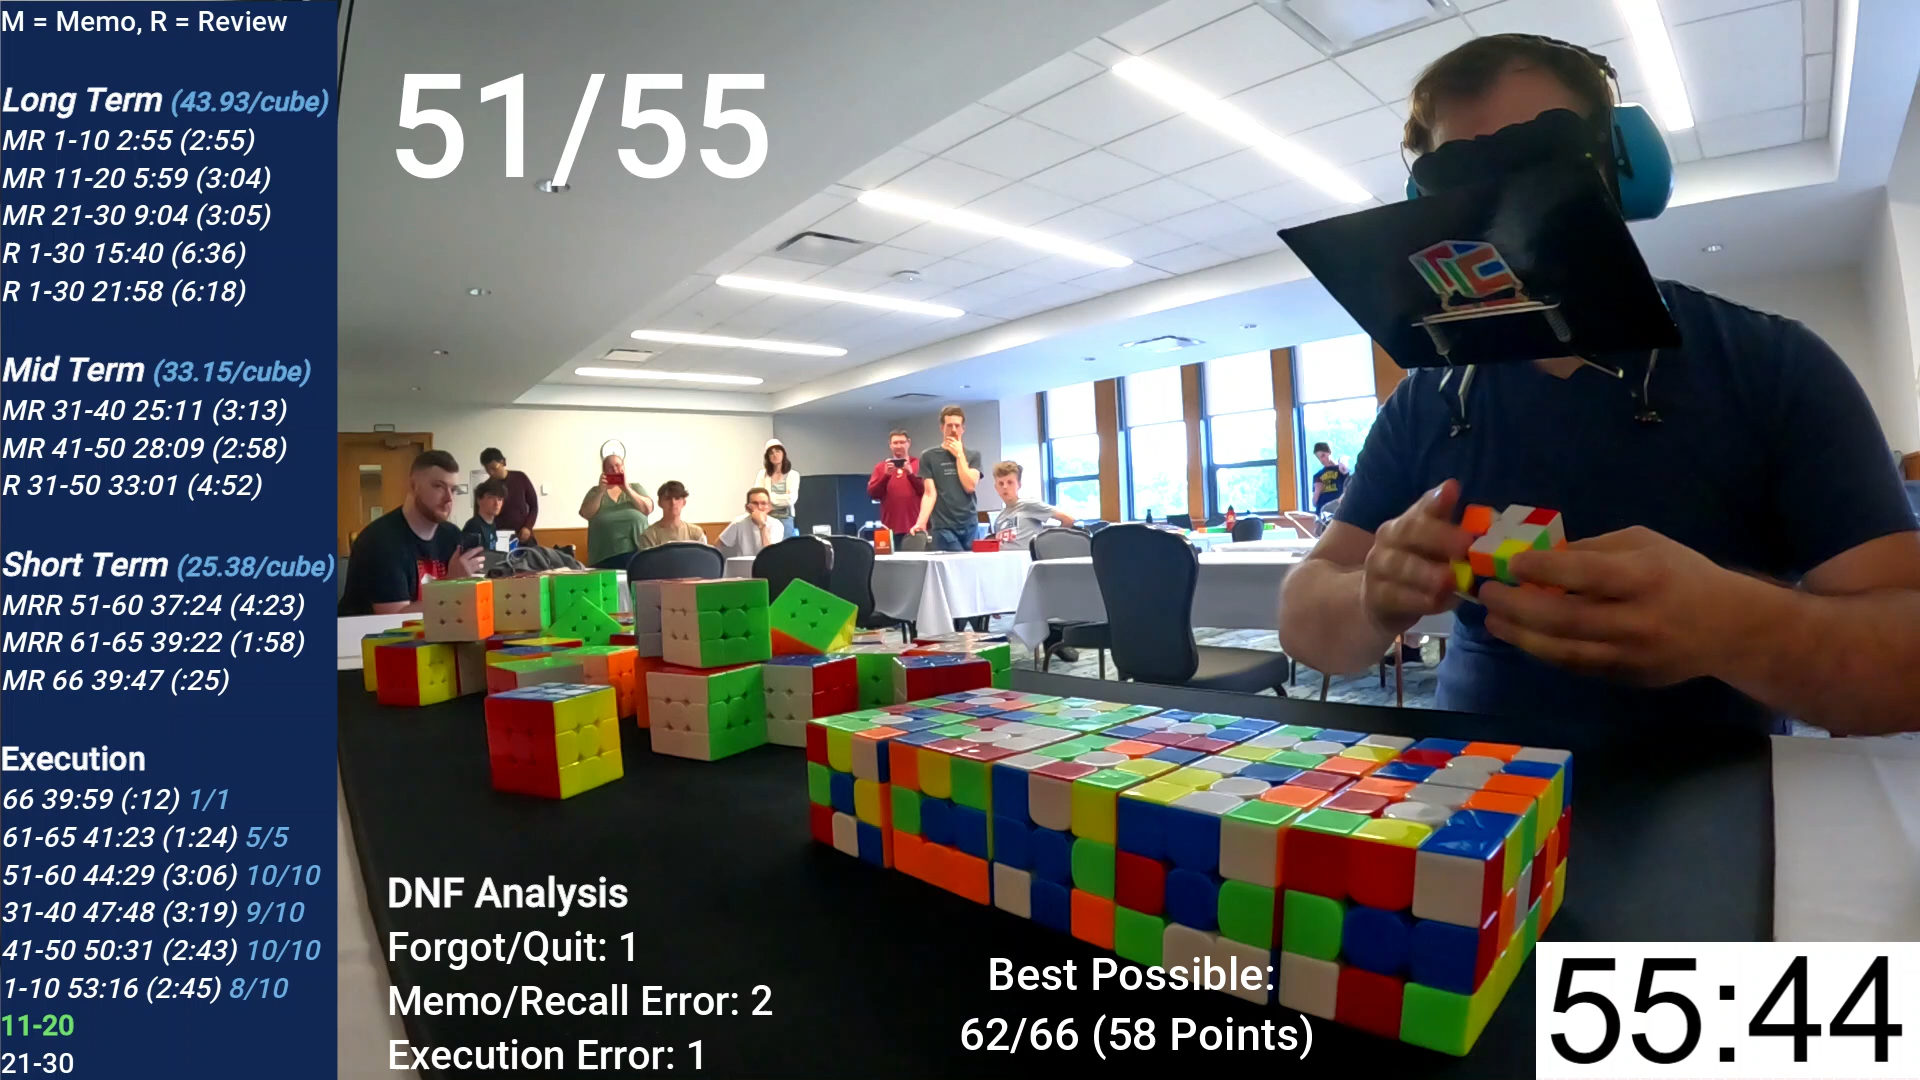 M = Memo, R = Review
Long Term (43.93/cube)
MR 1-10 2:55 (2:55)
MR 11-20 5:59 (3:04)
MR 21-30 9:04 (3:05)
R 1-30 15:40 (6:36)
R 1-30 21:58 (6:18)
Mid Term (33.15/cube)
MR 31-40 25:11 (3:13)
MR 41-50 28:09 (2:58)
R 31-50 33:01 (4:52)
Short Term (25.38/cube)
MRR 51-60 37:24 (4:23)
MRR 61-65 39:22 (1:58)
MR 66 39:47 (:25)
Execution
66 39:59 (:12) 1/1
61-65 41:23 (1:24) 5/5
51-60 44:29 (3:06) 10/10
31-40 47:48 (3:19) 9/10
41-50 50:31 (2:43) 10/10
1-10 53:16 (2:45) 8/10
11-20
21-30
51/55
DNF Analysis
Forgot/Quit: 1
Memo/Recall Error: 2
Execution Error: 1
Best Possible:
62/66 (58 Points)
55:44